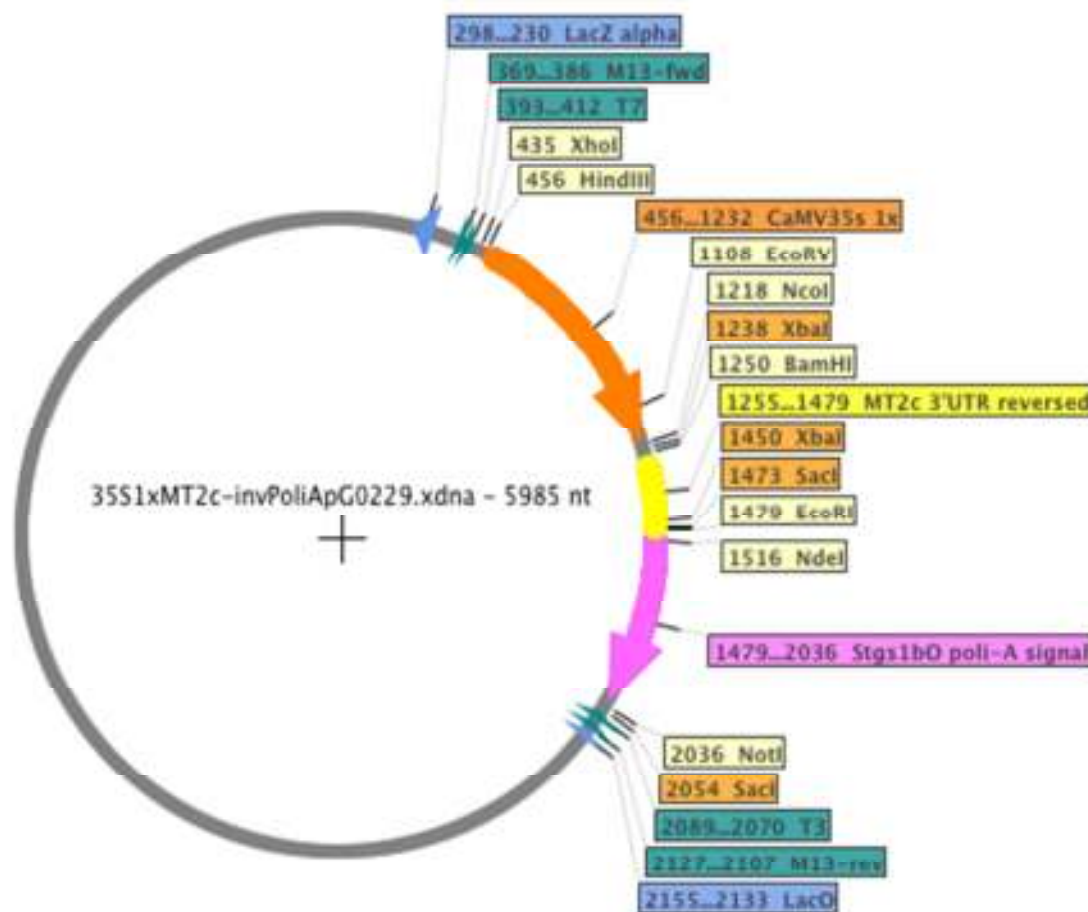 298...230 LacZ alpha
369...386 M13-fwd
393...412 T7
435 XhoI
456 HindIII
456...1232 CaMV35s 1x
1108 EcoRV
1218 NcoI
1238 XbaI
1250 BamHI
1255...1479 MT2c 3'UTR reversed
1450 XbaI
1473 SacI
1479 EcoRI
35S1xMT2c-invPoliApG0229.xdna - 5985 nt
1516 NdeI
1479...2036 Stgs1bO poli-A signal
2036 NotI
2054 SacI
2089...2070 T3
2127...2107 M13-rev
2155...2133 LacO